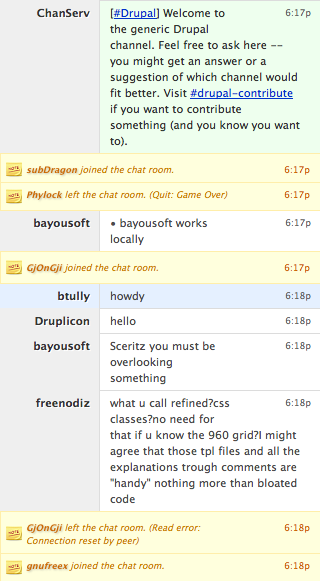 ChanServ
[#Drupal] Welcome to 6:17p
the generic Drupal
channel. Feel free to ask here --
you might get an answer or a
suggestion of which channel would
fit better. Visit #drupal-contribute
if you want to contribute
something (and you know you want
to).
NOTE subDragon joined the chat room. 6:17p
NOTE Phylock left the chat room. (Quit: Game Over) 6:17p
bayousoft • bayousoft works 6:17p
locally
NOTE GjOnGji joined the chat room. 6:17p
btully howdy 6:18p
Druplicon hello 6:18p
bayousoft Sceritz you must be 6:18p
overlooking
something
freenodiz what u call refined?css 6:18p
classes?no need for
that if u know the 960 grid?I might
agree that those tpl files and all the
explanations trough comments are
"handy" nothing more than bloated
code
NOTE GjOnGji left the chat room. (Read error: 6:18p
Connection reset by peer)
NOTE gnufreex joined the chat room. 6:18p